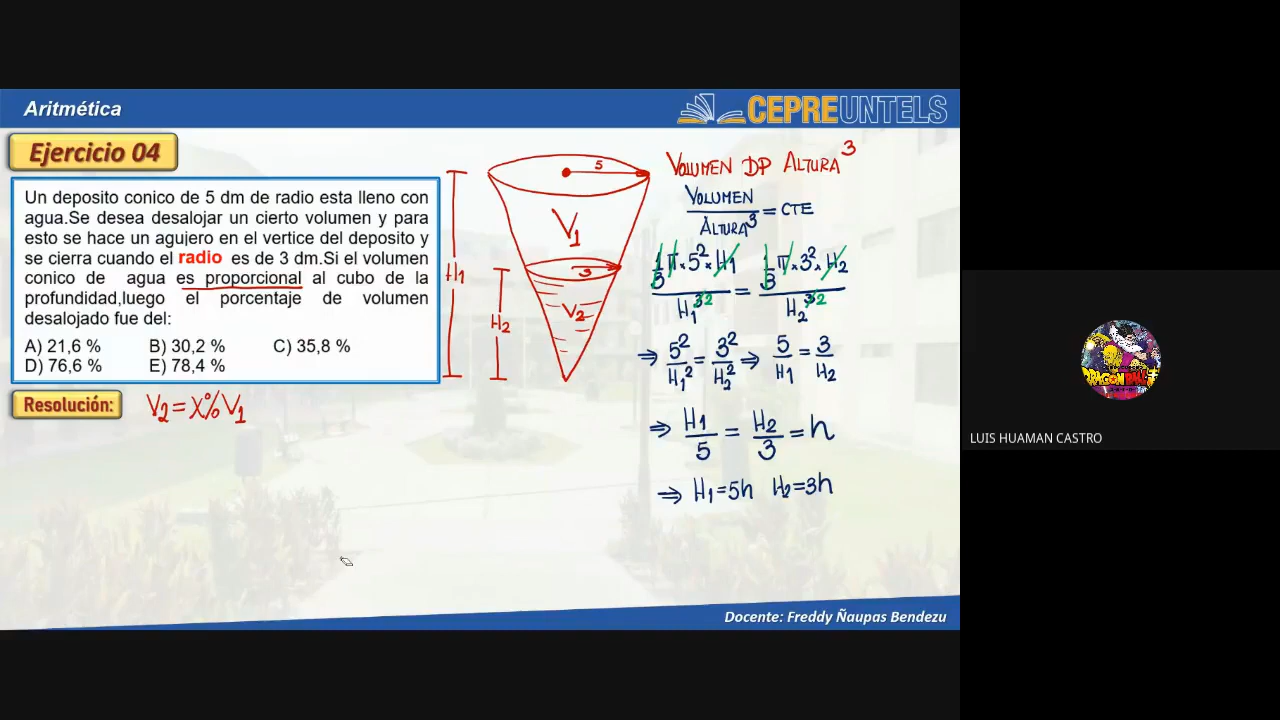 Aritmética
CEPREUNTELS
Ejercicio 04
Un deposito conico de 5 dm de radio esta lleno con
agua.Se desea desalojar un cierto volumen y para
esto se hace un agujero en el vertice del deposito y
se cierra cuando el radio es de 3 dm.Si el volumen
conico de agua es proporcional al cubo de la
profundidad,luego el porcentaje de volumen
desalojado fue del:
A) 21,6 % B) 30,2 % C) 35,8 %
D) 76,6 % E) 78,4 %
Resolución: V₂ = X% V₁
5
V₁
H₁
3
H₂
V₂
VOLUMEN DP ALTURA³
VOLUMEN / ALTURA³ = CTE
(1/3 π × 5² × H₁) / H₁³ ² = (1/3 π × 3² × H₂) / H₂³ ²
⇒ 5²/H₁² = 3²/H₂² ⇒ 5/H₁ = 3/H₂
⇒ H₁/5 = H₂/3 = h
⇒ H₁=5h H₂=3h
Docente: Freddy Ñaupas Bendezu
DRAGON BALL
LUIS HUAMAN CASTRO